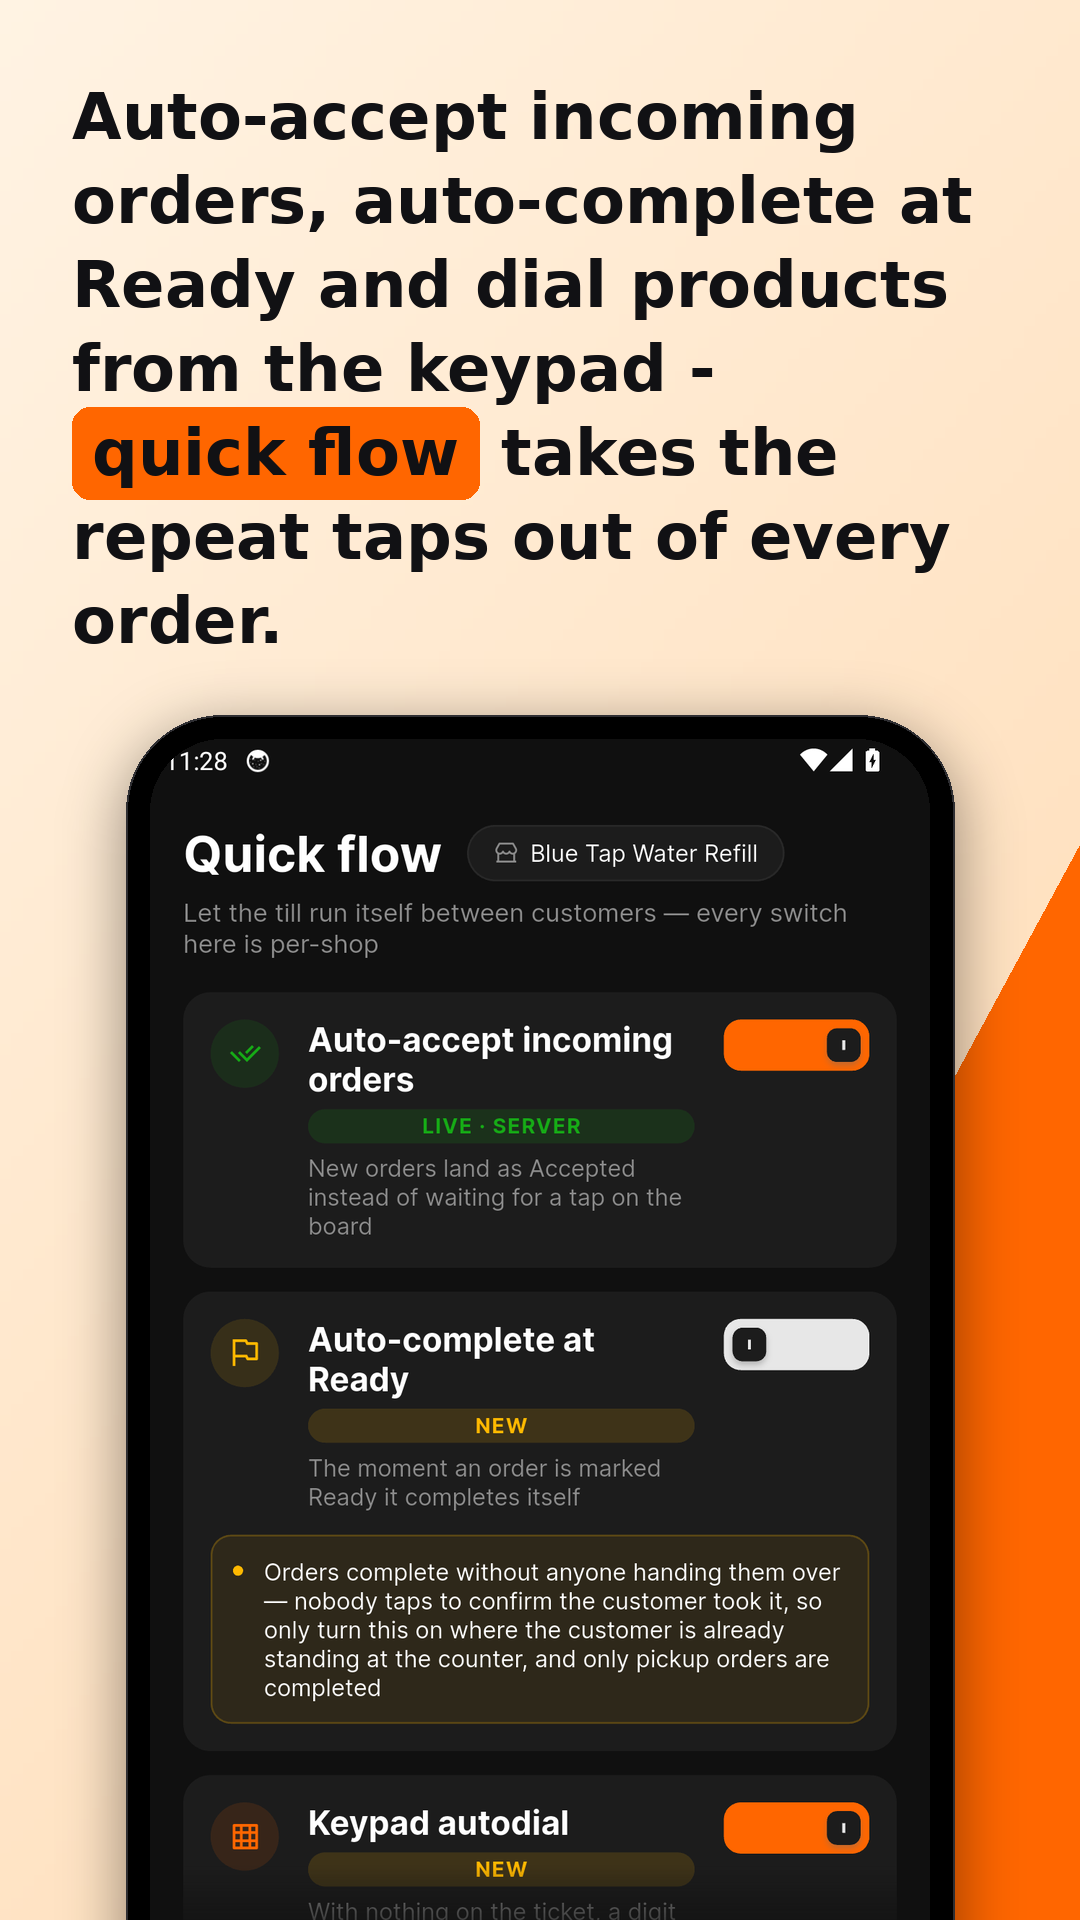 Auto-accept incoming
orders, auto-complete at
Ready and dial products
from the keypad -
quick flow takes the
repeat taps out of every
order.
11:28
Quick flow
Blue Tap Water Refill
Let the till run itself between customers — every switch
here is per-shop
Auto-accept incoming
orders
LIVE · SERVER
New orders land as Accepted
instead of waiting for a tap on the
board
Auto-complete at
Ready
NEW
The moment an order is marked
Ready it completes itself
Orders complete without anyone handing them over
— nobody taps to confirm the customer took it, so
only turn this on where the customer is already
standing at the counter, and only pickup orders are
completed
Keypad autodial
NEW
With nothing on the ticket, a digit